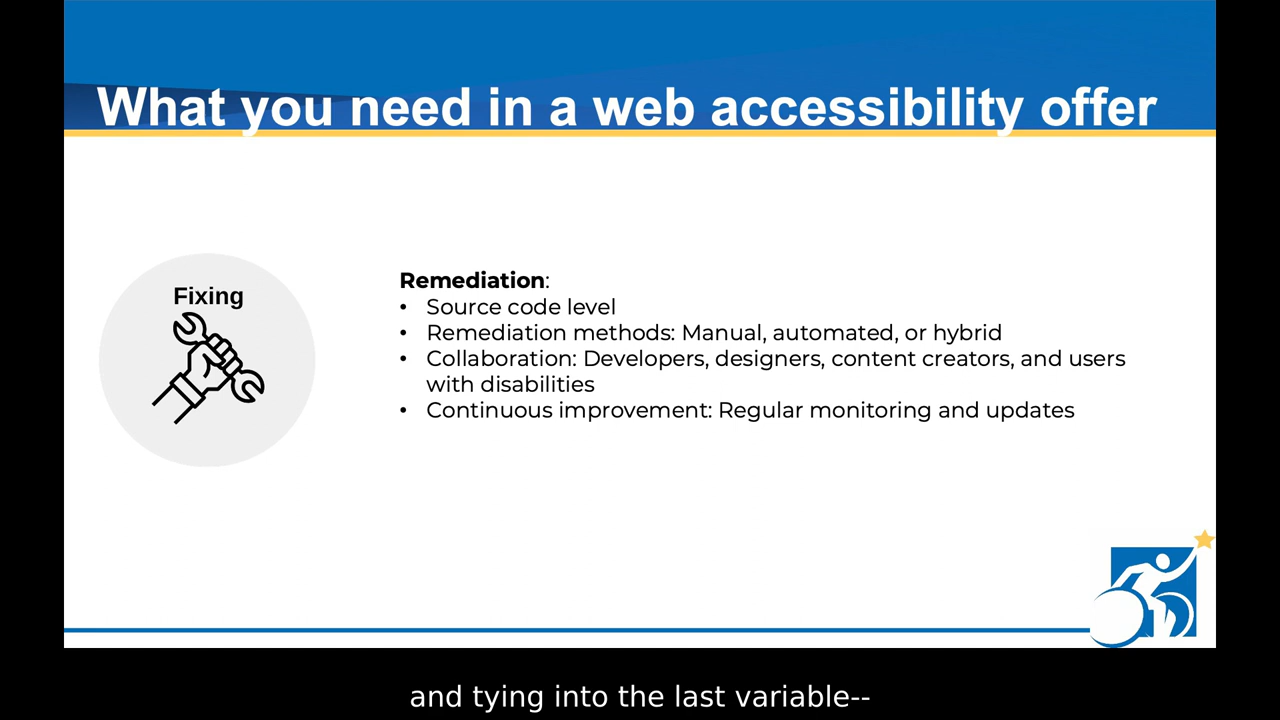 What you need in a web accessibility offer
Fixing
Remediation:
• Source code level
• Remediation methods: Manual, automated, or hybrid
• Collaboration: Developers, designers, content creators, and users
with disabilities
• Continuous improvement: Regular monitoring and updates
and tying into the last variable--